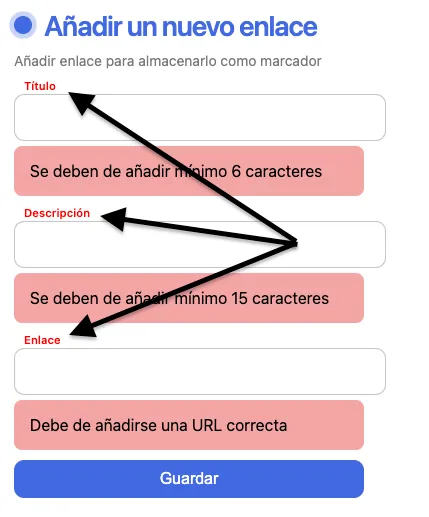 Añadir un nuevo enlace
Añadir enlace para almacenarlo como marcador
Título
Se deben de añadir mínimo 6 caracteres
Descripción
Se deben de añadir mínimo 15 caracteres
Enlace
Debe de añadirse una URL correcta
Guardar